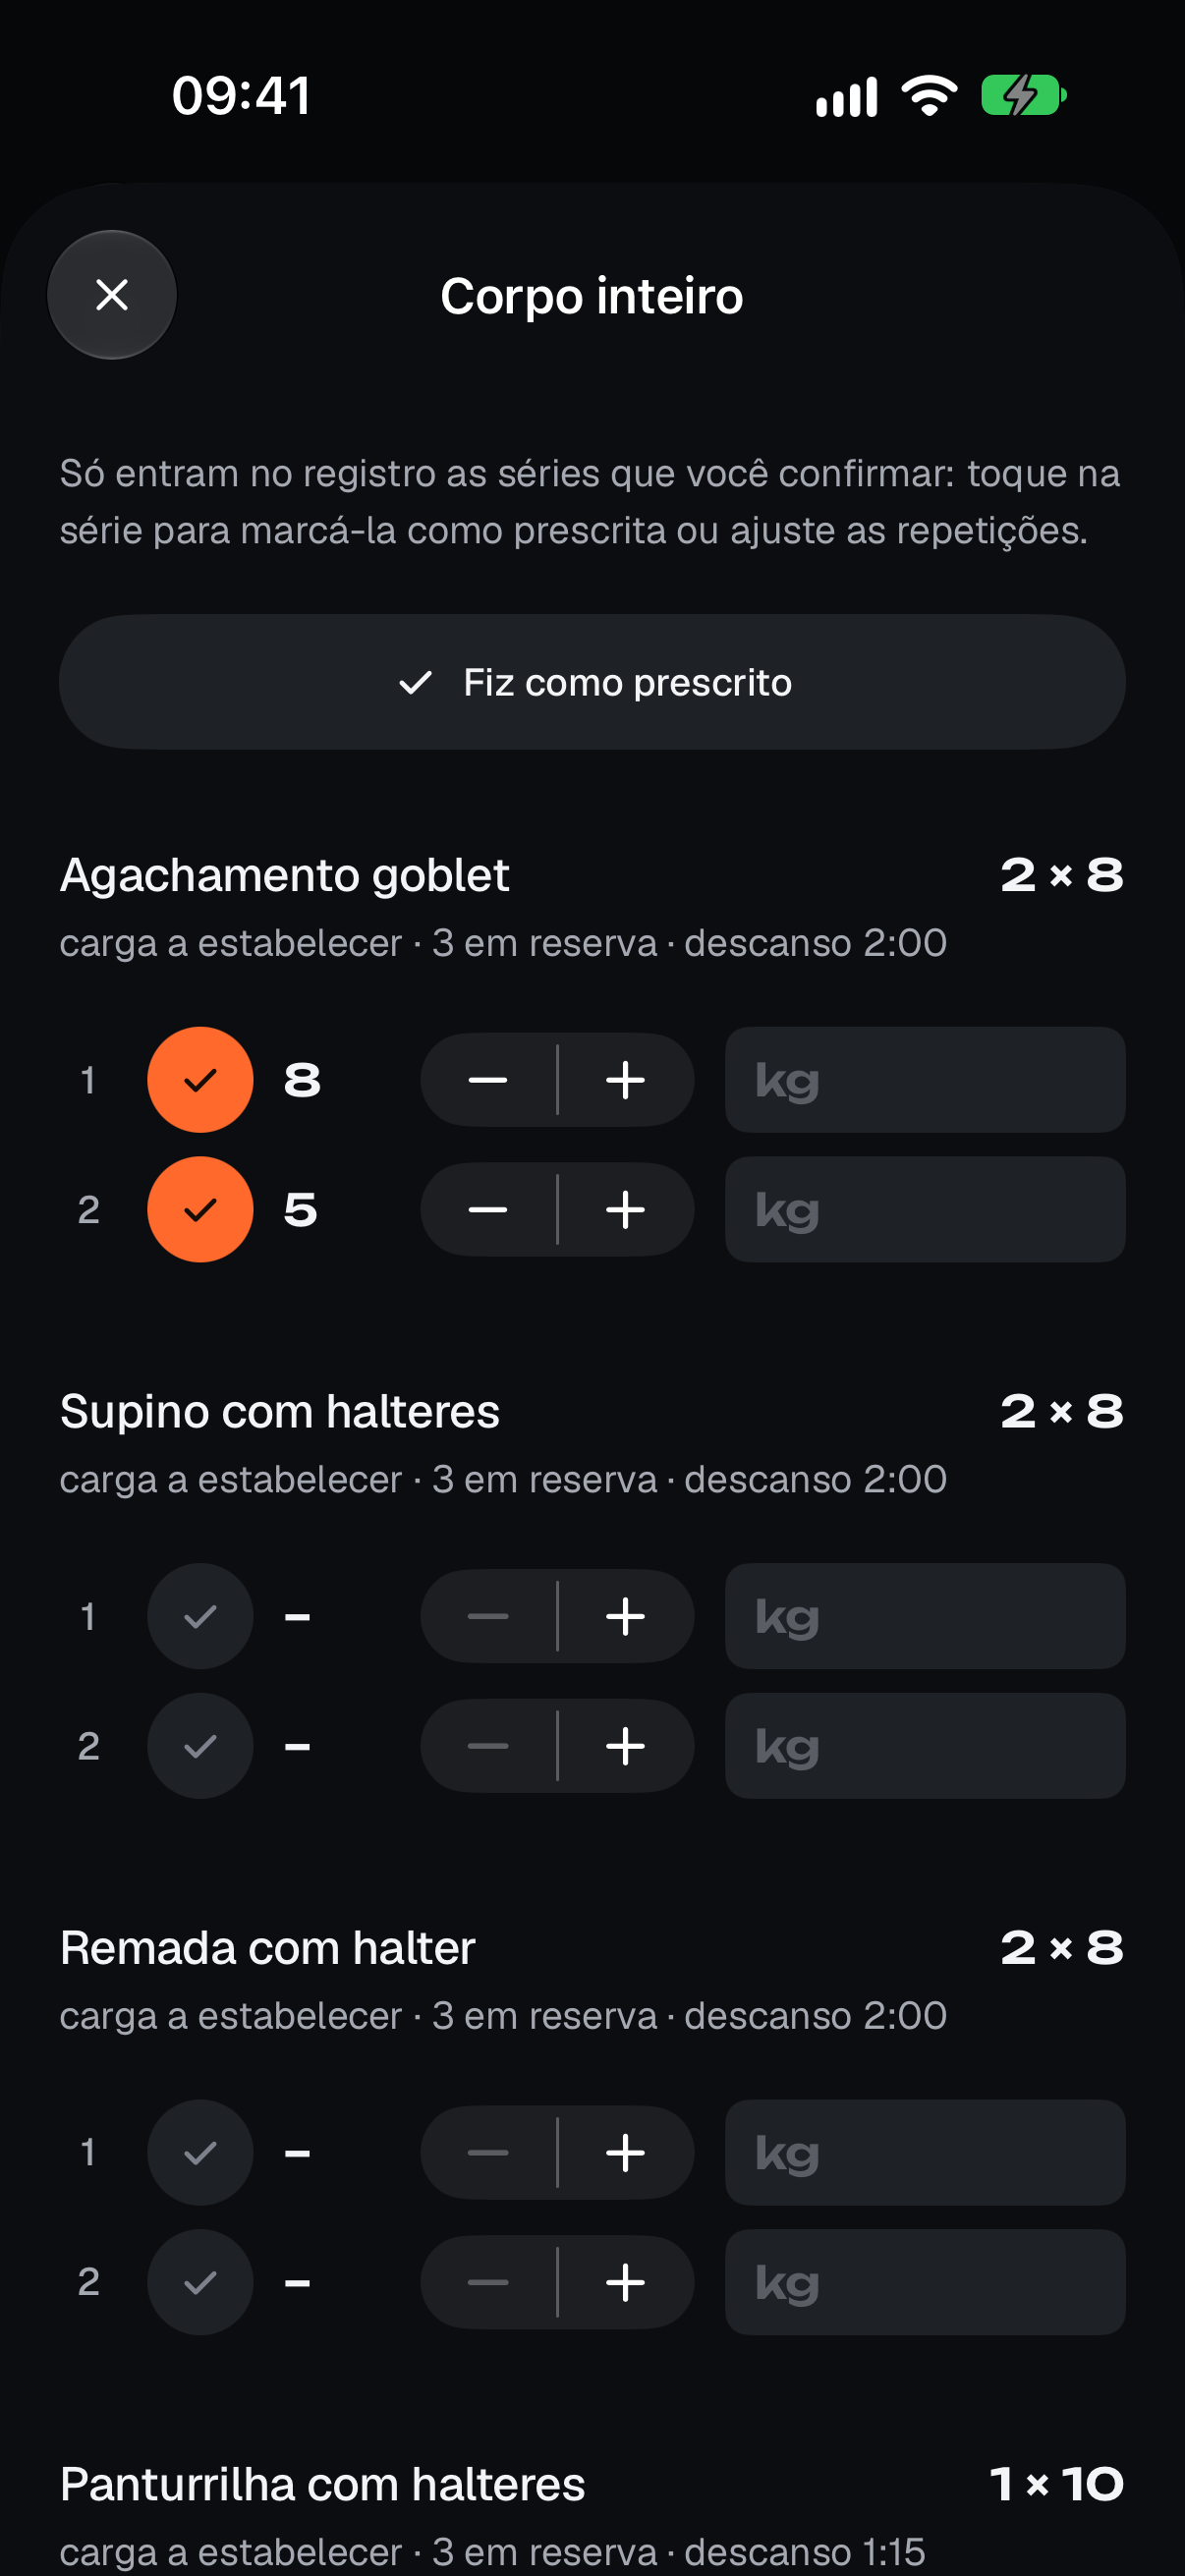 09:41
Corpo inteiro
Só entram no registro as séries que você confirmar: toque na
série para marcá-la como prescrita ou ajuste as repetições.
Fiz como prescrito
Agachamento goblet 2 × 8
carga a estabelecer · 3 em reserva · descanso 2:00
1 8 kg
2 5 kg
Supino com halteres 2 × 8
carga a estabelecer · 3 em reserva · descanso 2:00
1 – kg
2 – kg
Remada com halter 2 × 8
carga a estabelecer · 3 em reserva · descanso 2:00
1 – kg
2 – kg
Panturrilha com halteres 1 × 10
carga a estabelecer · 3 em reserva · descanso 1:15